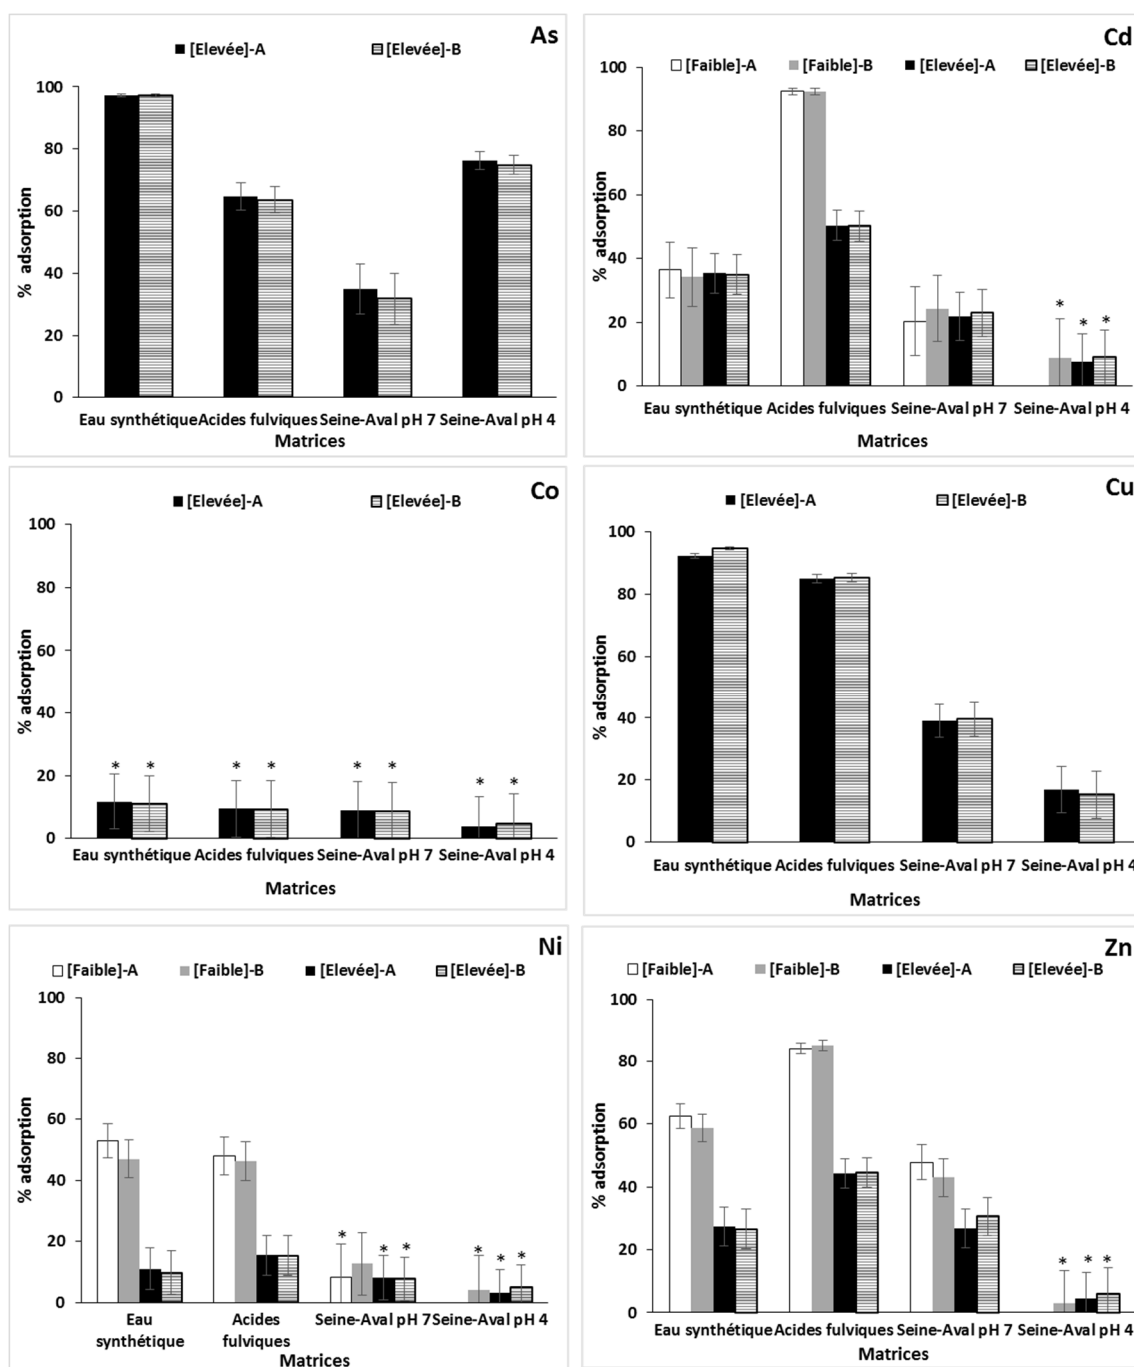 As
[Elevée]-A [Elevée]-B
100
80
60
40
20
0
% adsorption
Eau synthétique Acides fulviques Seine-Aval pH 7 Seine-Aval pH 4
Matrices
Cd
[Faible]-A [Faible]-B [Elevée]-A [Elevée]-B
100
80
60
40
20
0
% adsorption
* * *
Eau synthétique Acides fulviques Seine-Aval pH 7 Seine-Aval pH 4
Matrices
Co
[Elevée]-A [Elevée]-B
100
80
60
40
20
0
% adsorption
* * * * * * * *
Eau synthétique Acides fulviques Seine-Aval pH 7 Seine-Aval pH 4
Matrices
Cu
[Elevée]-A [Elevée]-B
100
80
60
40
20
0
% adsorption
Eau synthétique Acides fulviques Seine-Aval pH 7 Seine-Aval pH 4
Matrices
Ni
[Faible]-A [Faible]-B [Elevée]-A [Elevée]-B
100
80
60
40
20
0
% adsorption
* * * * * *
Eau Acides Seine-Aval pH 7 Seine-Aval pH 4
synthétique fulviques
Matrices
Zn
[Faible]-A [Faible]-B [Elevée]-A [Elevée]-B
100
80
60
40
20
0
% adsorption
* * *
Eau synthétique Acides fulviques Seine-Aval pH 7 Seine-Aval pH 4
Matrices